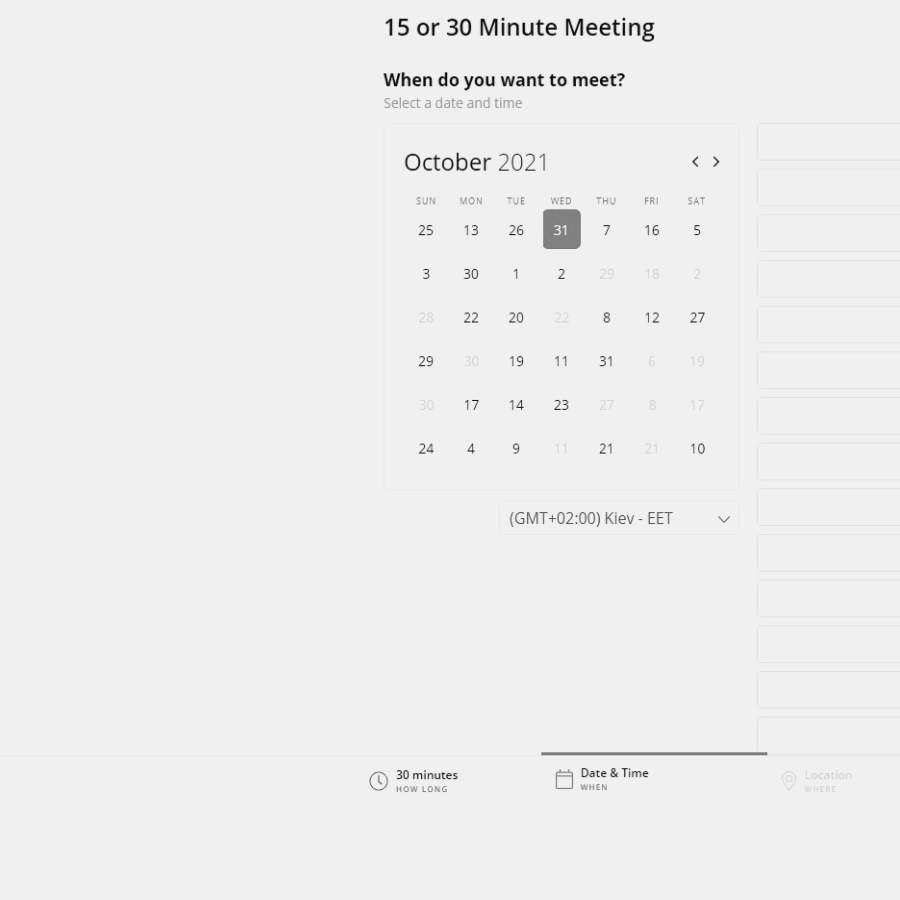 15 or 30 Minute Meeting
When do you want to meet?
Select a date and time
October 2021
SUN MON TUE WED THU FRI SAT
25 13 26 31 7 16 5
3 30 1 2 29 18 2
28 22 20 22 8 12 27
29 30 19 11 31 6 19
30 17 14 23 27 8 17
24 4 9 11 21 21 10
(GMT+02:00) Kiev - EET
30 minutes
HOW LONG
Date & Time
WHEN
Location
WHERE